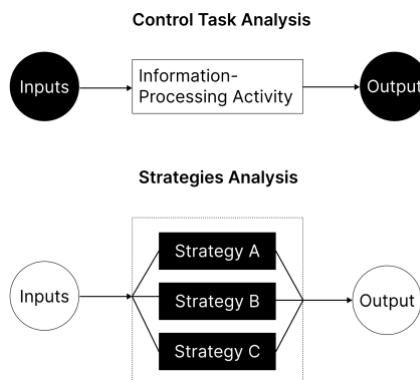 Control Task Analysis
Inputs
Information-
Processing Activity
Output
Strategies Analysis
Strategy A
Inputs
Strategy B
Output
Strategy C